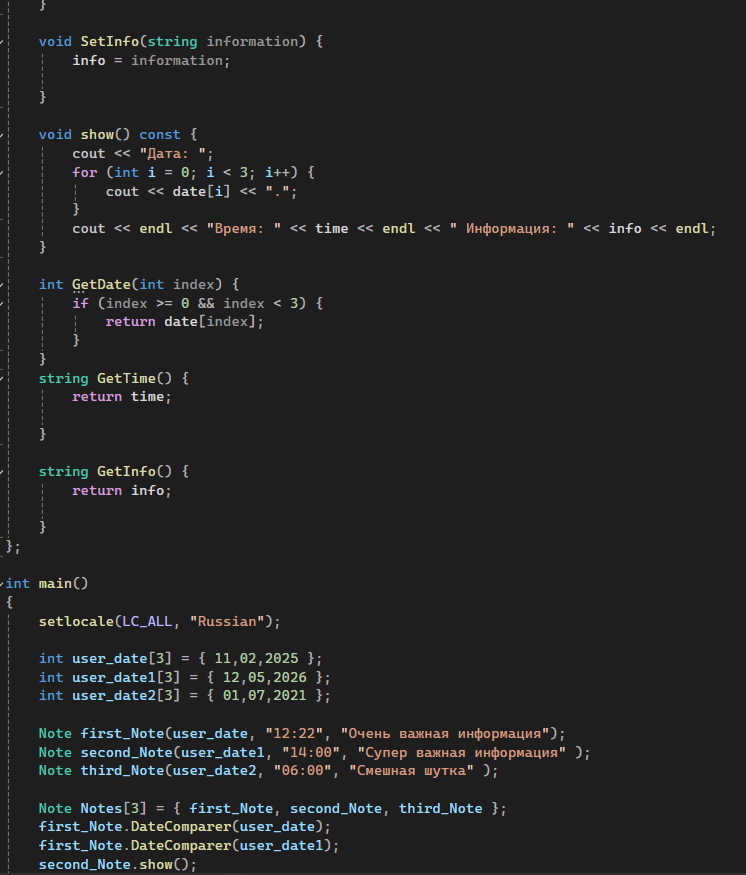 }
void SetInfo(string information) {
info = information;
}
void show() const {
cout << "Дата: ";
for (int i = 0; i < 3; i++) {
cout << date[i] << ".";
}
cout << endl << "Время: " << time << endl << " Информация: " << info << endl;
}
int GetDate(int index) {
if (index >= 0 && index < 3) {
return date[index];
}
}
string GetTime() {
return time;
}
string GetInfo() {
return info;
}
};
int main()
{
setlocale(LC_ALL, "Russian");
int user_date[3] = { 11,02,2025 };
int user_date1[3] = { 12,05,2026 };
int user_date2[3] = { 01,07,2021 };
Note first_Note(user_date, "12:22", "Очень важная информация");
Note second_Note(user_date1, "14:00", "Супер важная информация" );
Note third_Note(user_date2, "06:00", "Смешная шутка" );
Note Notes[3] = { first_Note, second_Note, third_Note };
first_Note.DateComparer(user_date);
first_Note.DateComparer(user_date1);
second_Note.show();